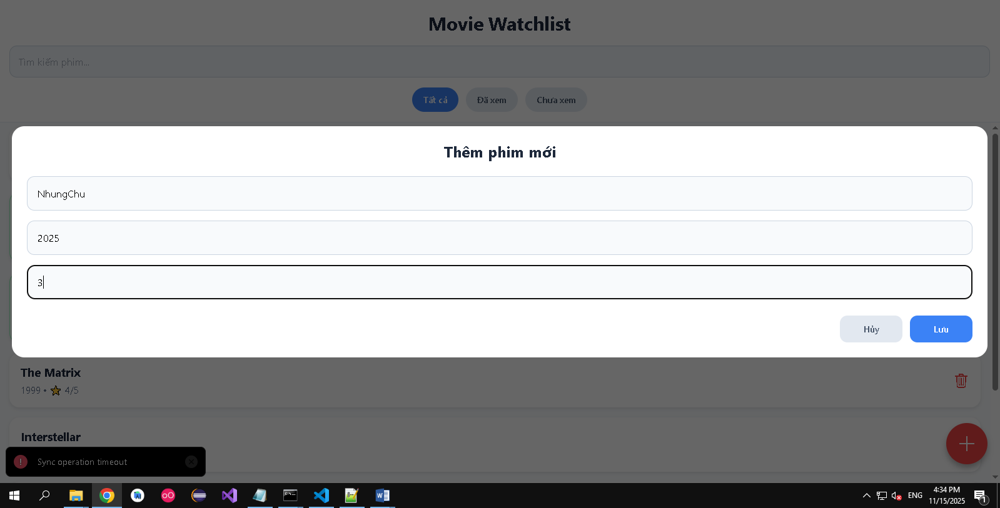 Movie Watchlist
Tìm kiếm phim...
Tất cả
Đã xem
Chưa xem
Thêm phim mới
NhungChu
2025
3
Hủy
Lưu
The Matrix
1999 • ⭐ 4/5
Interstellar
Sync operation timeout
ENG
4:34 PM
11/15/2025
1